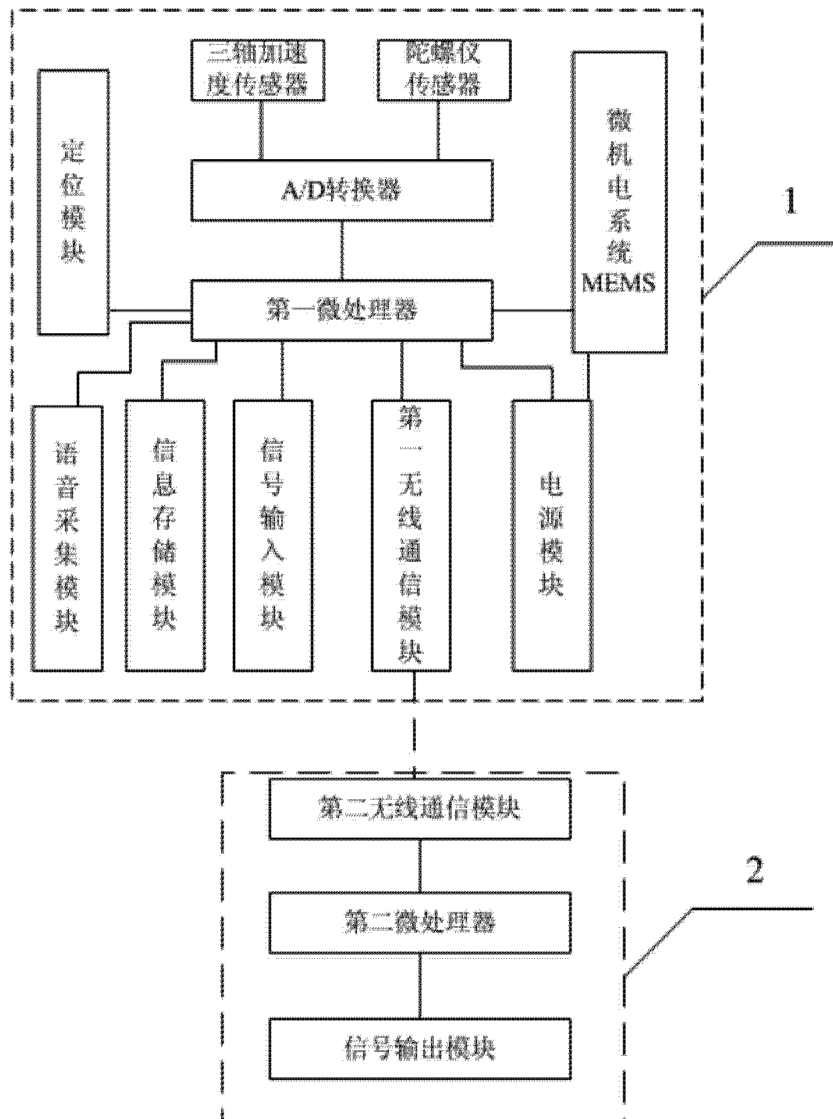 三轴加速
度传感器
陀螺仪
传感器
定位模块
A/D转换器
微机电系统
MEMS
1
第一微处理器
语音采集模块
信息存储模块
信号输入模块
第一无线通信模块
电源模块
第二无线通信模块
2
第二微处理器
信号输出模块